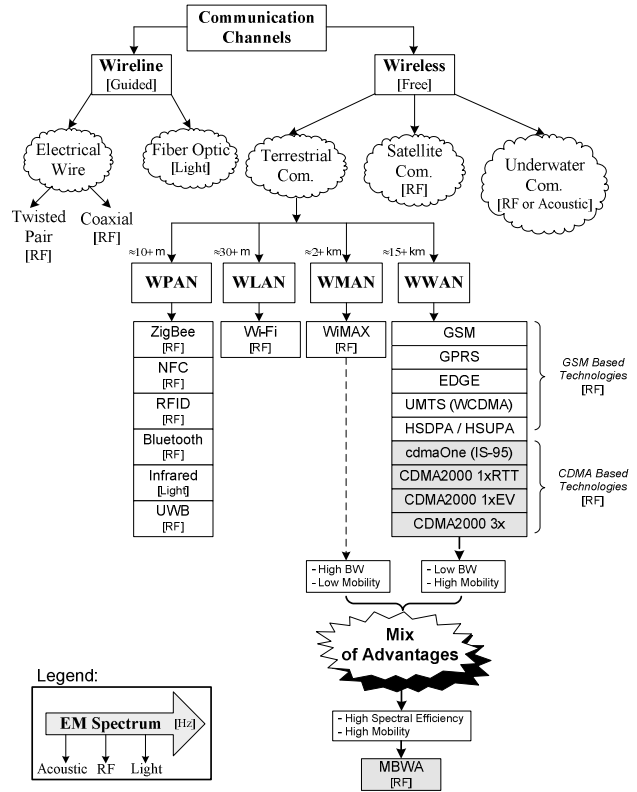 Communication
Channels
Wireline
[Guided]
Wireless
[Free]
Electrical
Wire
Fiber Optic
[Light]
Terrestrial
Com.
Satellite
Com.
[RF]
Underwater
Com.
[RF or Acoustic]
Twisted
Pair
[RF]
Coaxial
[RF]
≈10+ m
≈30+ m
≈2+ km
≈15+ km
WPAN
WLAN
WMAN
WWAN
ZigBee
[RF]
NFC
[RF]
RFID
[RF]
Bluetooth
[RF]
Infrared
[Light]
UWB
[RF]
Wi-Fi
[RF]
WiMAX
[RF]
GSM
GPRS
EDGE
UMTS (WCDMA)
HSDPA / HSUPA
cdmaOne (IS-95)
CDMA2000 1xRTT
CDMA2000 1xEV
CDMA2000 3x
GSM Based
Technologies
[RF]
CDMA Based
Technologies
[RF]
- High BW
- Low Mobility
- Low BW
- High Mobility
Mix
of Advantages
- High Spectral Efficiency
- High Mobility
MBWA
[RF]
Legend:
EM Spectrum [Hz]
Acoustic RF Light